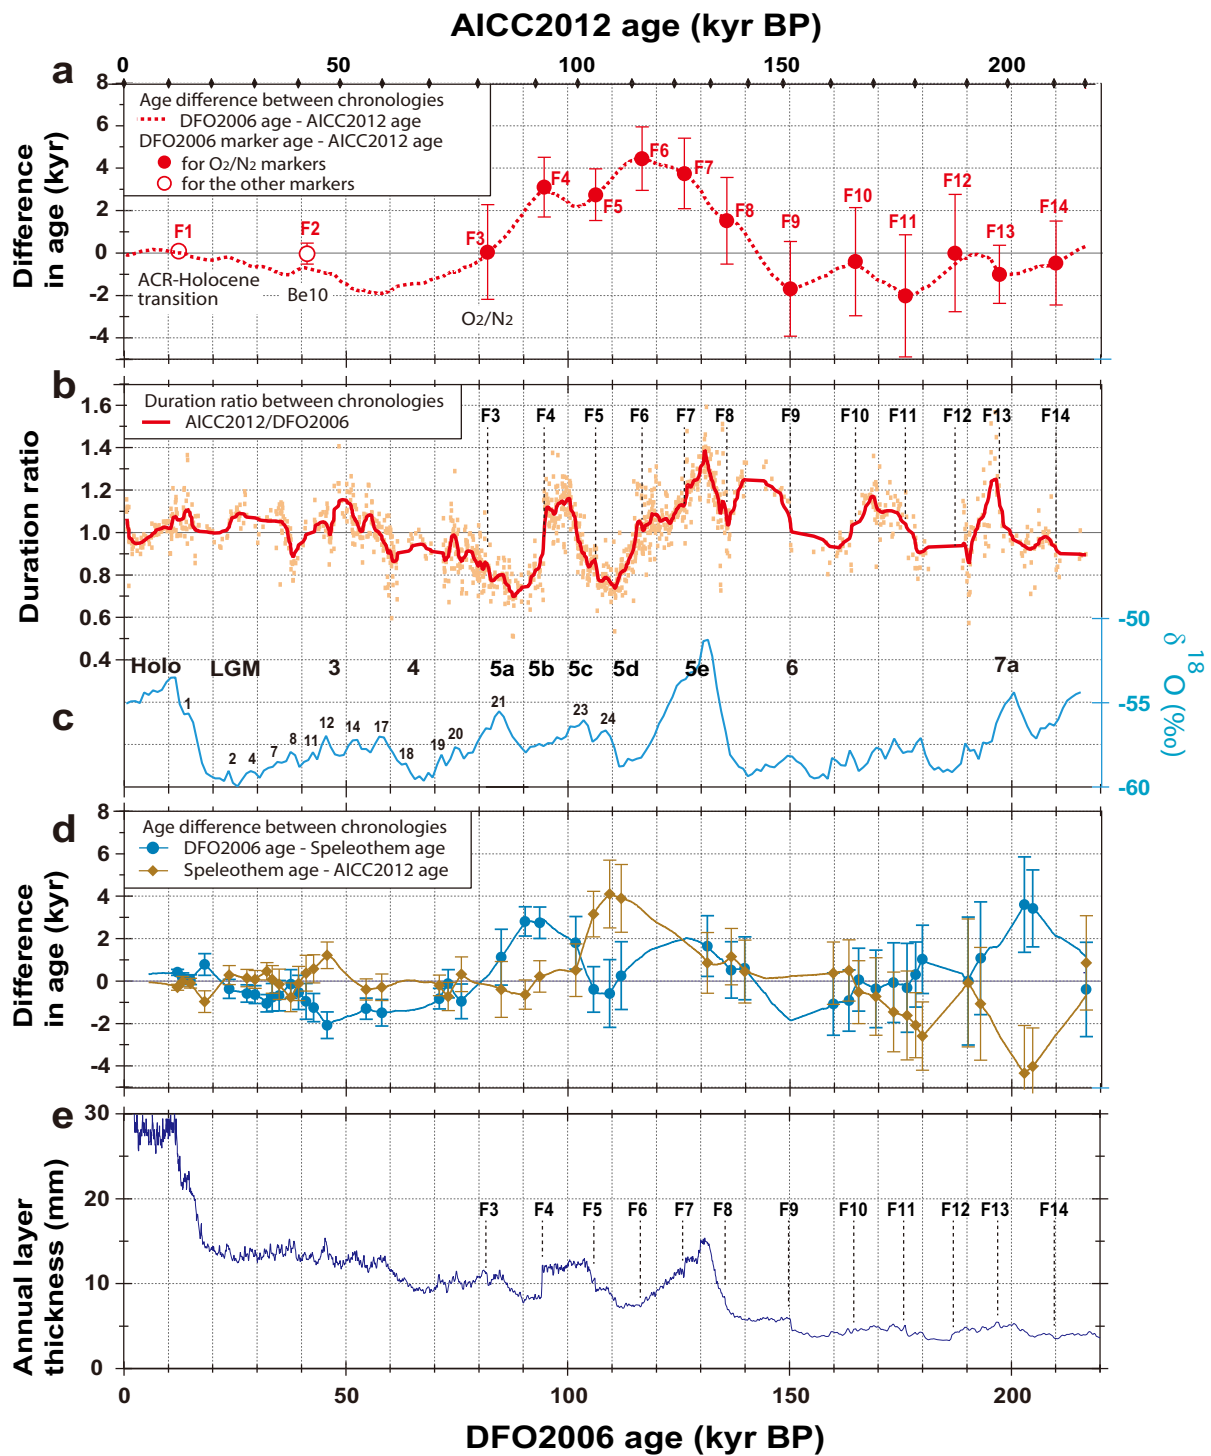 AICC2012 age (kyr BP)
0 50 100 150 200
a
8
6
4
2
0
-2
-4
Difference
in age (kyr)
Age difference between chronologies
DFO2006 age - AICC2012 age
DFO2006 marker age - AICC2012 age
for O2/N2 markers
for the other markers
F1 F2 F3 F4 F5 F6 F7 F8 F9 F10 F11 F12 F13 F14
ACR-Holocene
transition
Be10
O2/N2
b
1.6
1.4
1.2
1.0
0.8
0.6
0.4
Duration ratio
Duration ratio between chronologies
AICC2012/DFO2006
F3 F4 F5 F6 F7 F8 F9 F10 F11 F12 F13 F14
Holo LGM 3 4 5a 5b 5c 5d 5e 6 7a
c
1 2 4 7 8 11 12 14 17 18 19 20 21 23 24
-50
-55
-60
δ 18 O (‰)
d
8
6
4
2
0
-2
-4
Difference
in age (kyr)
Age difference between chronologies
DFO2006 age - Speleothem age
Speleothem age - AICC2012 age
e
30
20
10
0
Annual layer
thickness (mm)
F3 F4 F5 F6 F7 F8 F9 F10 F11 F12 F13 F14
0 50 100 150 200
DFO2006 age (kyr BP)